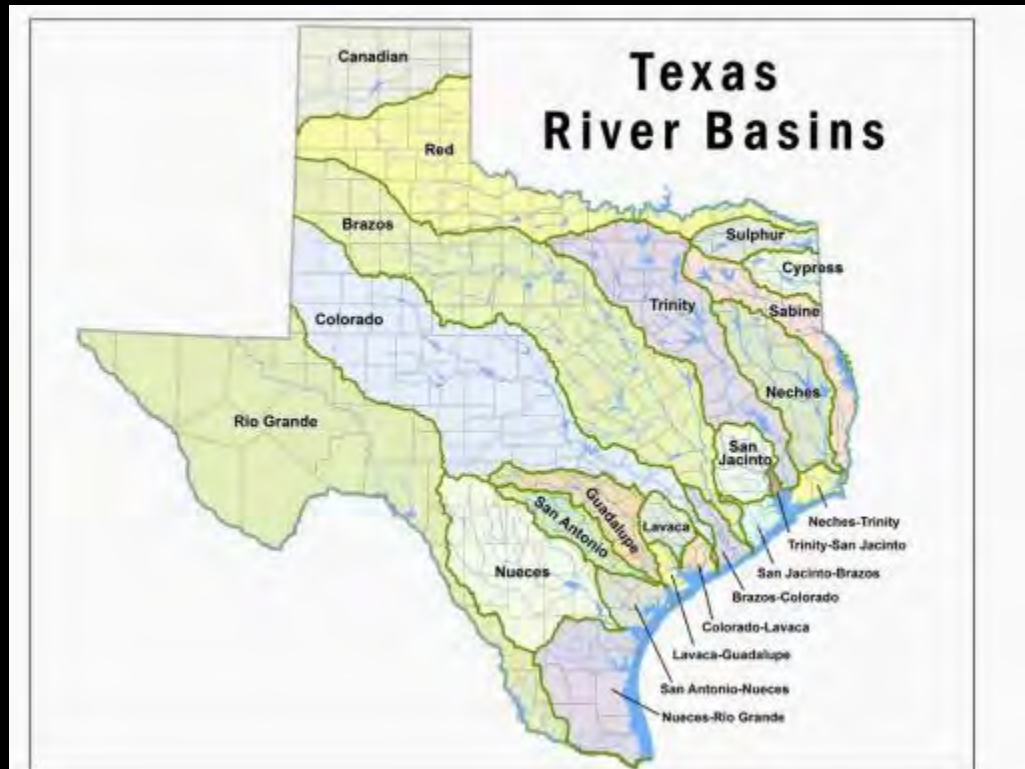 Texas
River Basins
Canadian
Red
Brazos
Sulphur
Cypress
Trinity
Sabine
Colorado
Neches
Rio Grande
San
Jacinto
Guadalupe
San Antonio
Lavaca
Nueces
Neches-Trinity
Trinity-San Jacinto
San Jacinto-Brazos
Brazos-Colorado
Colorado-Lavaca
Lavaca-Guadalupe
San Antonio-Nueces
Nueces-Rio Grande